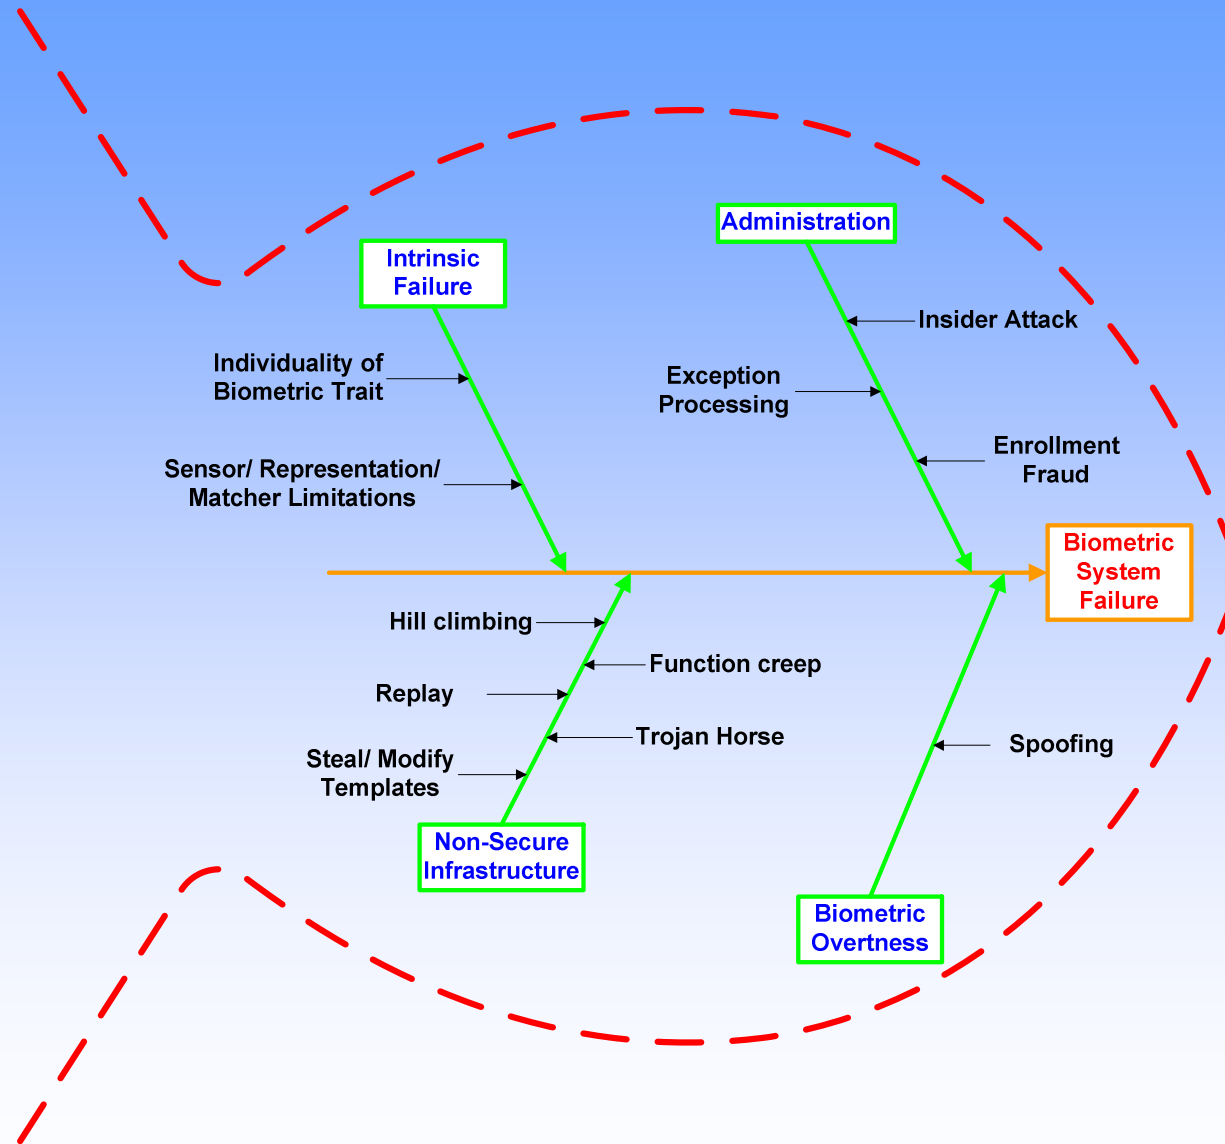 Administration
Intrinsic
Failure
Insider Attack
Individuality of
Biometric Trait
Exception
Processing
Enrollment
Fraud
Sensor/ Representation/
Matcher Limitations
Biometric
System
Failure
Hill climbing
Function creep
Replay
Trojan Horse
Spoofing
Steal/ Modify
Templates
Non-Secure
Infrastructure
Biometric
Overtness